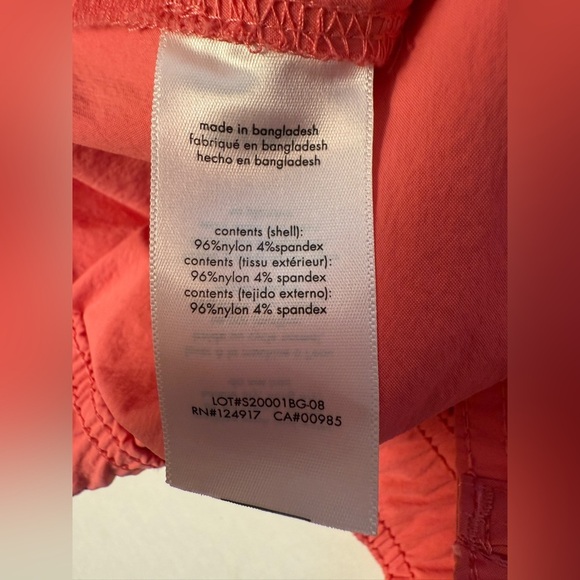 made in bangladesh
fabriqué en bangladesh
hecho en bangladesh
contents (shell):
96%nylon 4%spandex
contents (tissu extérieur):
96%nylon 4% spandex
contents (tejido externo):
96%nylon 4% spandex
LOT#S20001BG-08
RN#124917 CA#00985